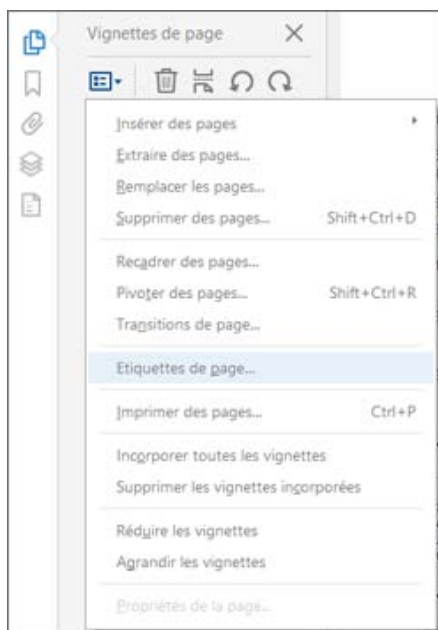 Vignettes de page
Insérer des pages
Extraire des pages...
Remplacer les pages...
Supprimer des pages... Shift+Ctrl+D
Recadrer des pages...
Pivoter des pages... Shift+Ctrl+R
Transitions de page...
Etiquettes de page...
Imprimer des pages... Ctrl+P
Incorporer toutes les vignettes
Supprimer les vignettes incorporées
Réduire les vignettes
Agrandir les vignettes
Propriétés de la page...